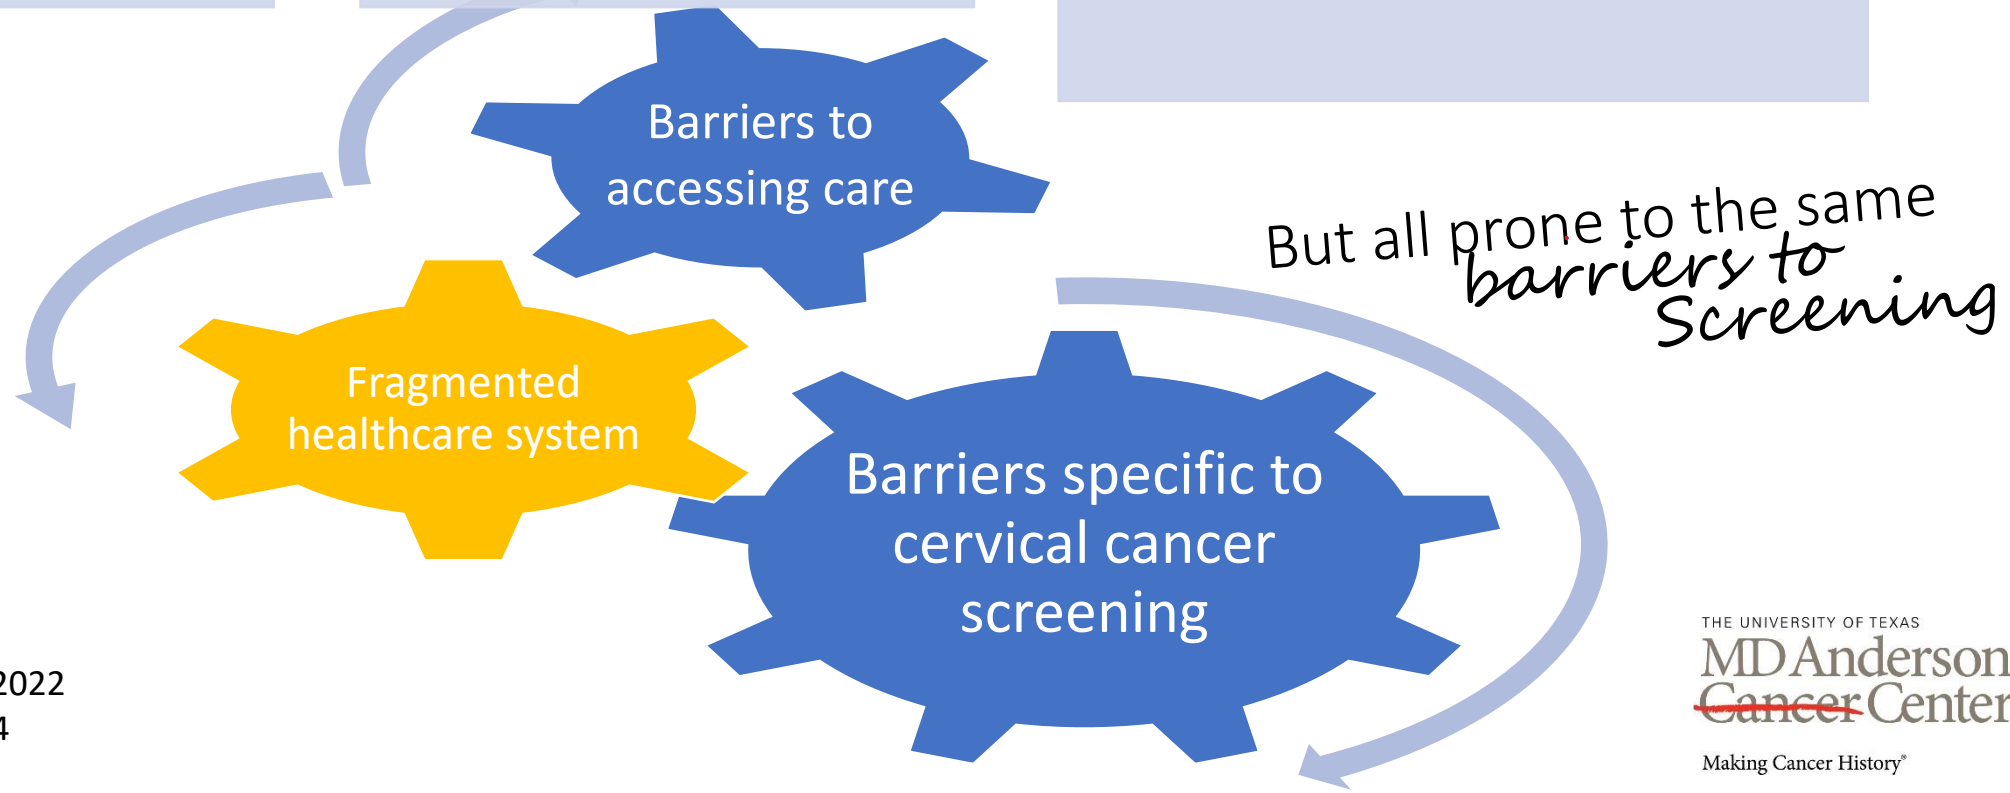 Barriers to
accessing care
But all prone to the same
barriers to
Screening
Fragmented
healthcare system
Barriers specific to
cervical cancer
screening
2022
4
THE UNIVERSITY OF TEXAS
MD Anderson
Cancer Center
Making Cancer History®